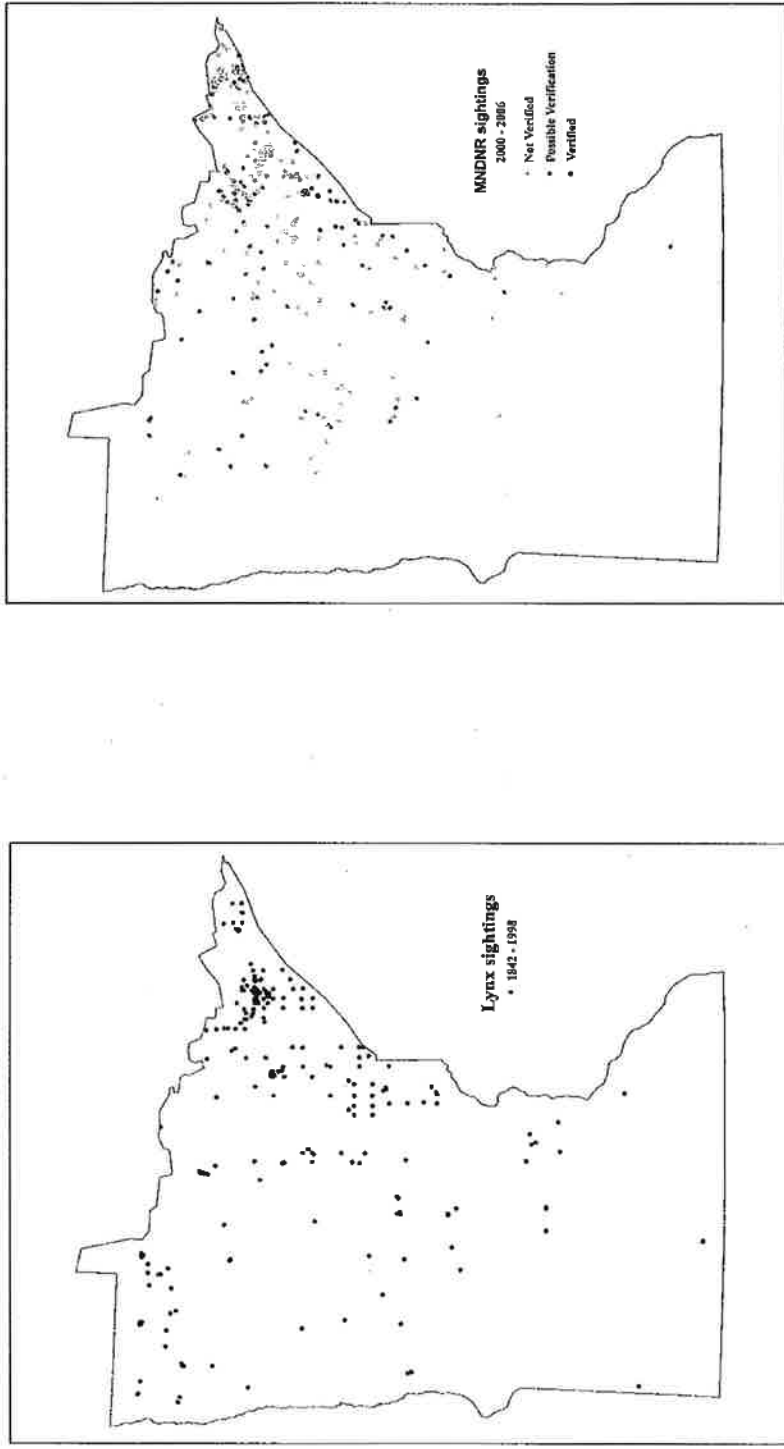 MNDNR sightings
2000 - 2006
Not Verified
Possible Verification
Verified
Lynx sightings
1842 - 1998